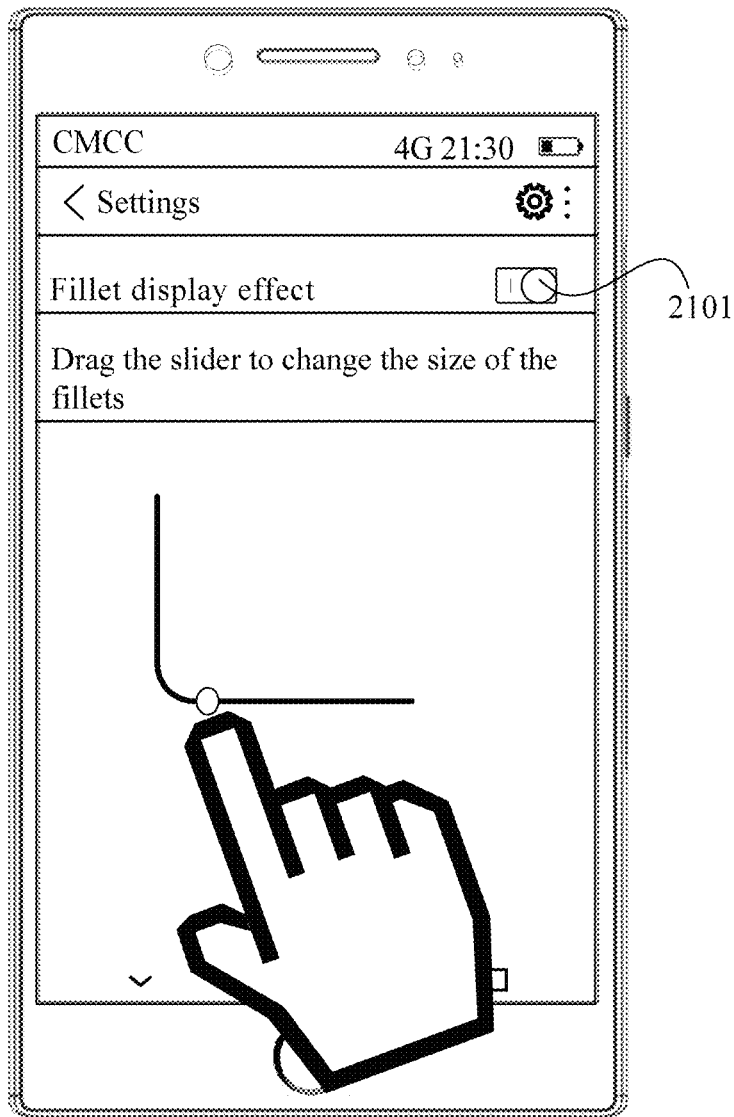 CMCC
4G 21:30
Settings
Fillet display effect
2101
Drag the slider to change the size of the
fillets